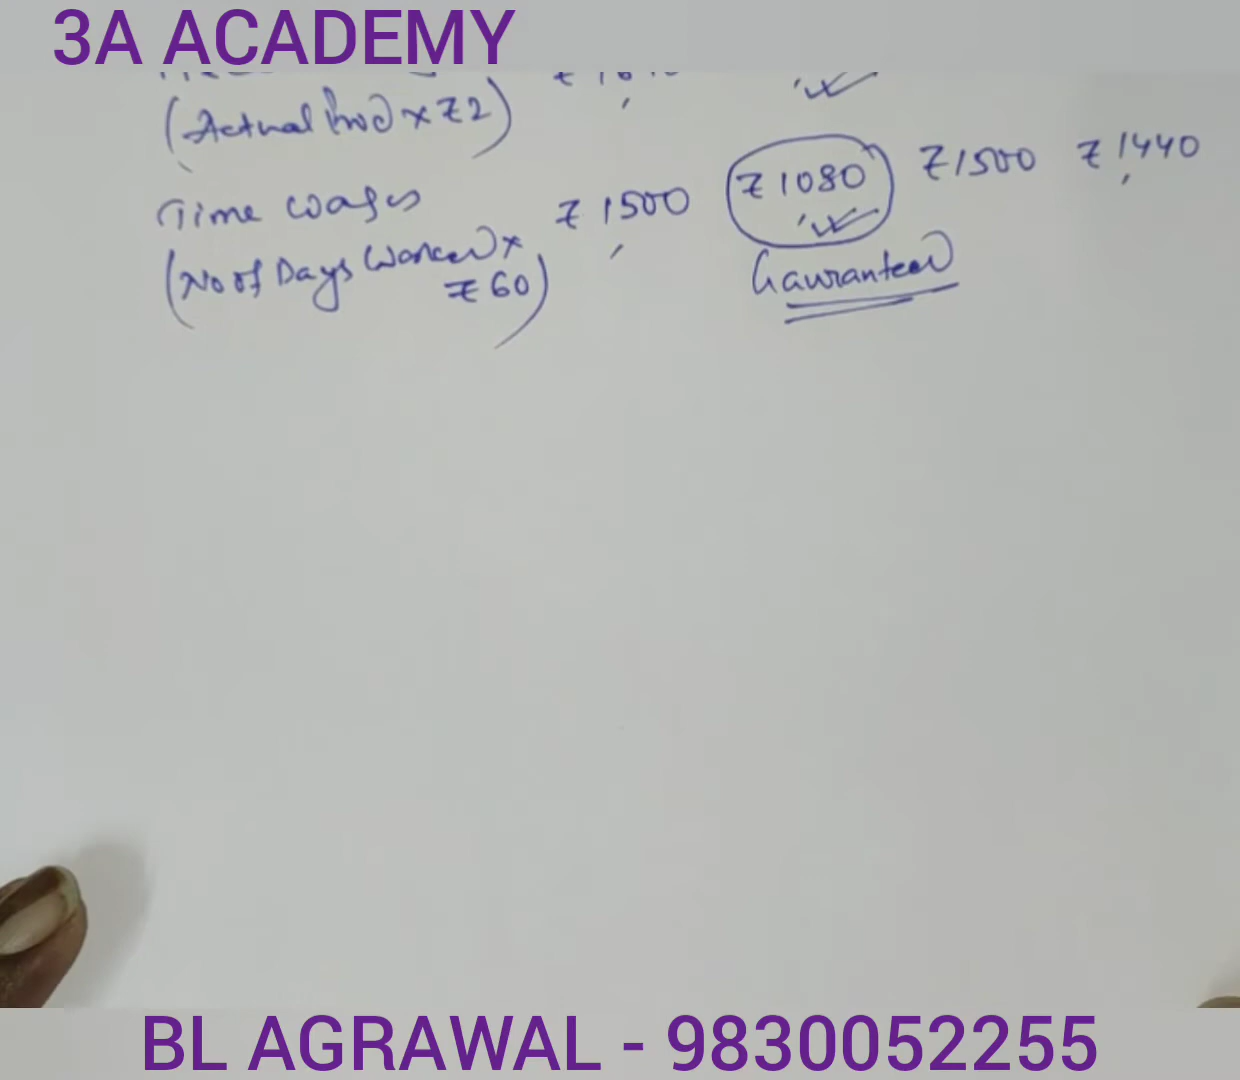 3A ACADEMY
(Actual Prod x ₹2)
Time wages ₹1500 ₹1080 ₹1500 ₹1440
(No of Days Worked x
₹60)
Gauranteed
BL AGRAWAL - 9830052255